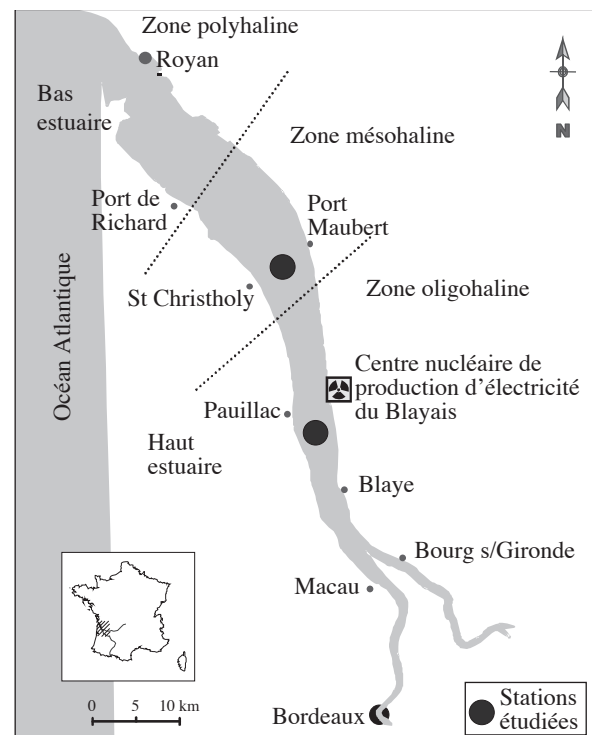 Zone polyhaline
Royan
Bas
estuaire
Zone mésohaline
N
Port de
Richard
Port
Maubert
Océan Atlantique
St Christholy
Zone oligohaline
Centre nucléaire de
production d'électricité
du Blayais
Pauillac
Haut
estuaire
Blaye
Bourg s/Gironde
Macau
0 5 10 km
Bordeaux
Stations
étudiées